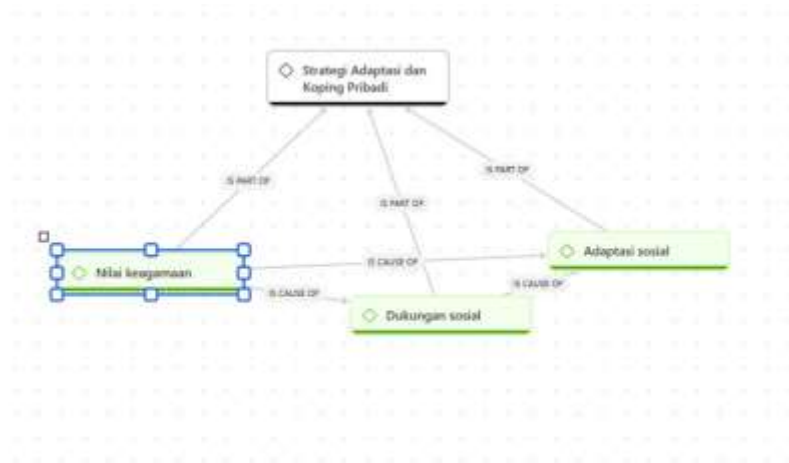 Strategi Adaptasi dan
Koping Pribadi
IS PART OF
IS PART OF
IS PART OF
Nilai keagamaan
IS CAUSE OF
Adaptasi sosial
IS CAUSE OF
IS CAUSE OF
Dukungan sosial